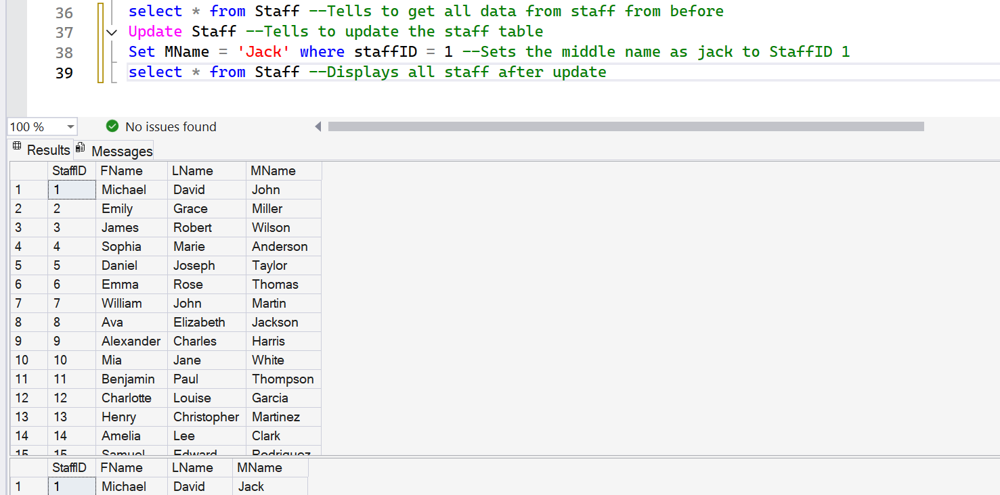 36 select * from Staff --Tells to get all data from staff from before
37 Update Staff --Tells to update the staff table
38 Set MName = 'Jack' where staffID = 1 --Sets the middle name as jack to StaffID 1
39 select * from Staff --Displays all staff after update
100 % No issues found
Results Messages
StaffID FName LName MName
1 1 Michael David John
2 2 Emily Grace Miller
3 3 James Robert Wilson
4 4 Sophia Marie Anderson
5 5 Daniel Joseph Taylor
6 6 Emma Rose Thomas
7 7 William John Martin
8 8 Ava Elizabeth Jackson
9 9 Alexander Charles Harris
10 10 Mia Jane White
11 11 Benjamin Paul Thompson
12 12 Charlotte Louise Garcia
13 13 Henry Christopher Martinez
14 14 Amelia Lee Clark
15 15 Samuel Edward Rodriguez
StaffID FName LName MName
1 1 Michael David Jack